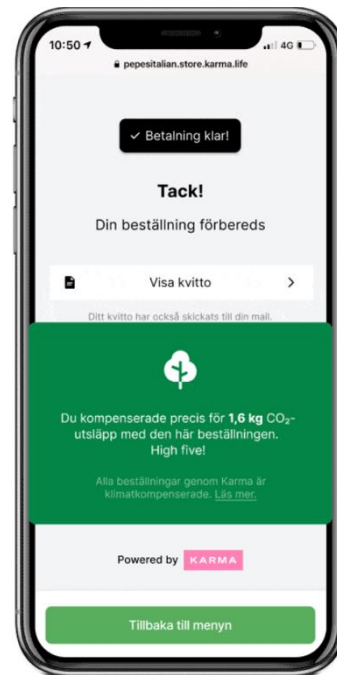 10:50
4G
pepesitalian.store.karma.life
Betalning klar!
Tack!
Din beställning förbereds
Visa kvitto
Ditt kvitto har också skickats till din mail.
Du kompenserade precis för 1,6 kg CO₂-
utsläpp med den här beställningen.
High five!
Alla beställningar genom Karma är
klimatkompenserade. Läs mer.
Powered by KARMA
Tillbaka till menyn